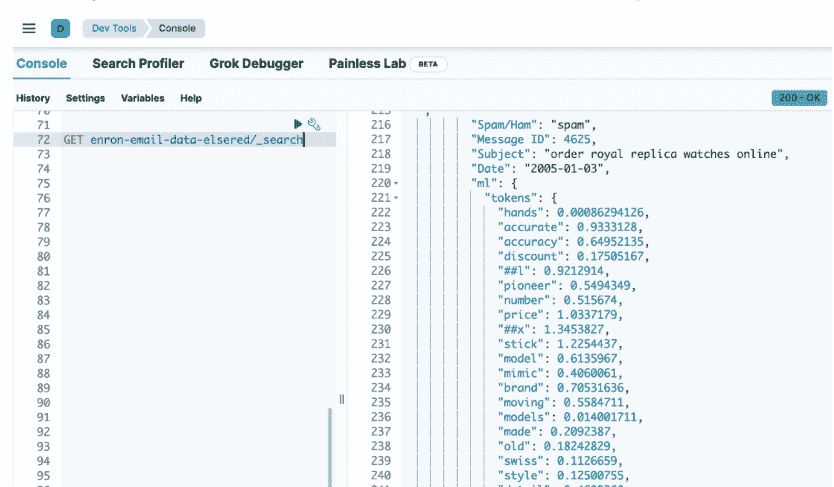 D Dev Tools Console
Console Search Profiler Grok Debugger Painless Lab BETA
History Settings Variables Help 200 - OK
71
72 GET enron-email-data-elsered/_search
73
74
75
76
77
78
79
80
81
82
83
84
85
86
87
88
89
90
91
92
93
94
95
216 "Spam/Ham": "spam",
217 "Message ID": 4625,
218 "Subject": "order royal replica watches online",
219 "Date": "2005-01-03",
220 "ml": {
221 "tokens": {
222 "hands": 0.00086294126,
223 "accurate": 0.9333128,
224 "accuracy": 0.64952135,
225 "discount": 0.17505167,
226 "##l": 0.9212914,
227 "pioneer": 0.5494349,
228 "number": 0.515674,
229 "price": 1.0337179,
230 "##x": 1.3453827,
231 "stick": 1.2254437,
232 "model": 0.6135967,
233 "mimic": 0.4060061,
234 "brand": 0.70531636,
235 "moving": 0.5584711,
236 "models": 0.014001711,
237 "made": 0.2092387,
238 "old": 0.18242829,
239 "swiss": 0.1126659,
240 "style": 0.12500755,